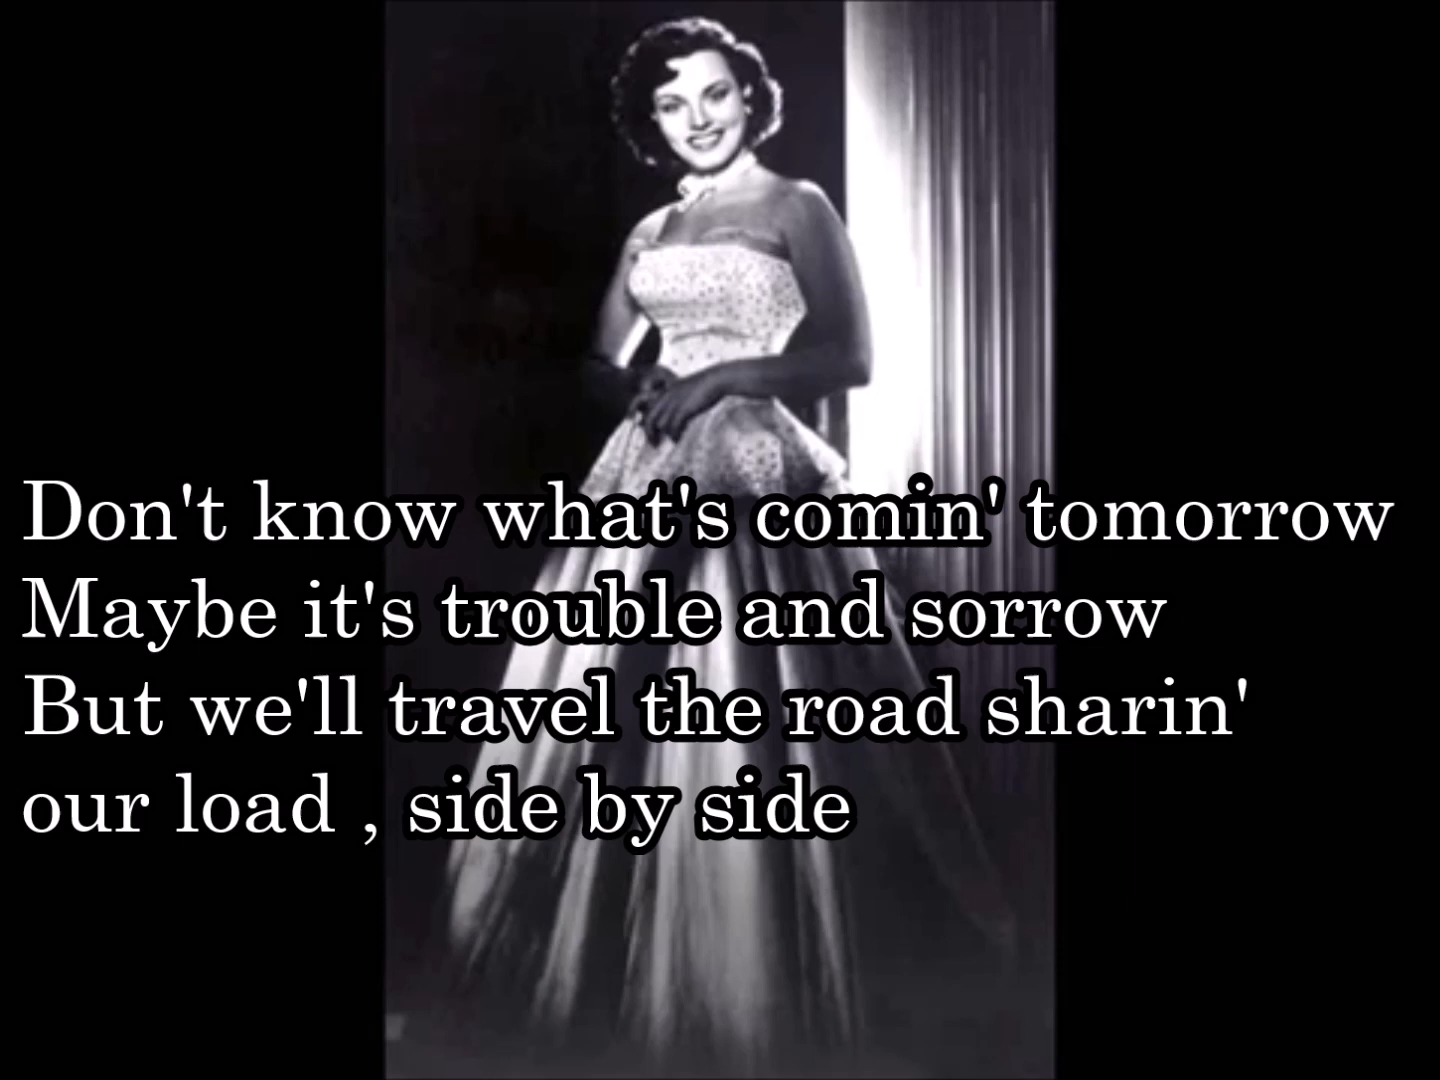 Don't know what's comin' tomorrow
Maybe it's trouble and sorrow
But we'll travel the road sharin'
our load , side by side